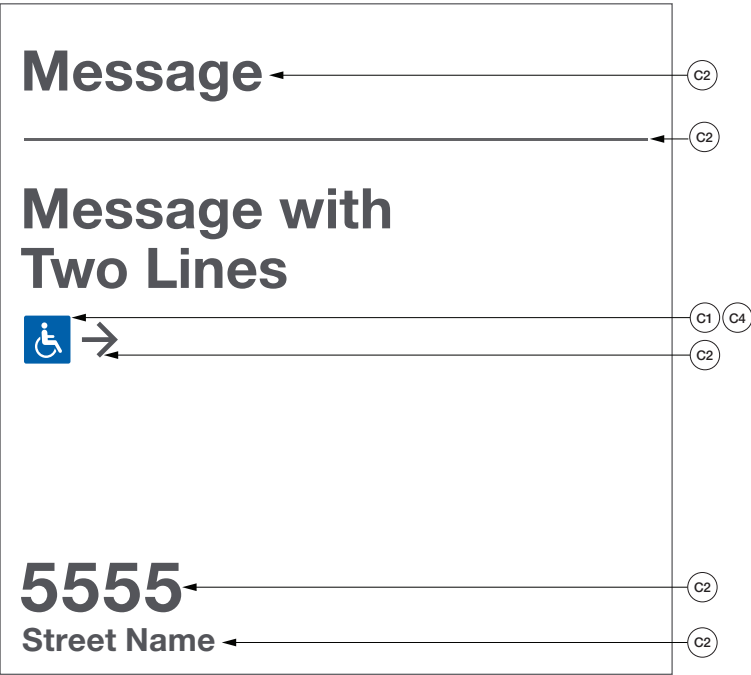 Message
C2
C2
Message with
Two Lines
C1 C4
C2
5555
C2
Street Name
C2